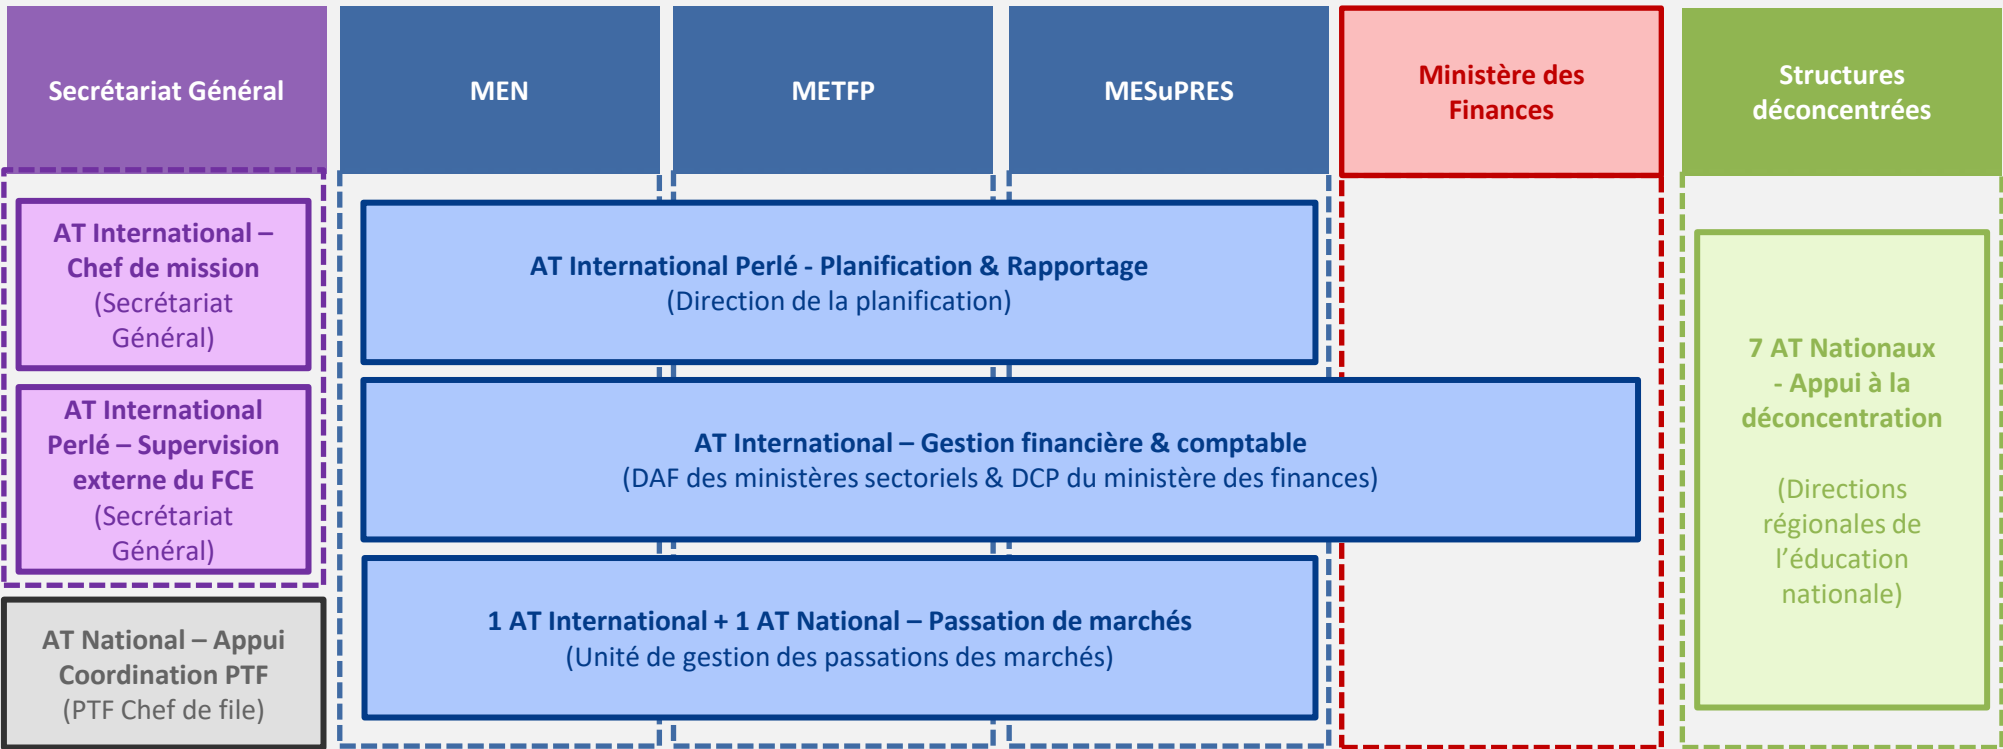 Secrétariat Général
MEN
METFP
MESuPRES
Ministère des
Finances
Structures
déconcentrées
AT International –
Chef de mission
(Secrétariat
Général)
AT International
Perlé – Supervision
externe du FCE
(Secrétariat
Général)
AT National – Appui
Coordination PTF
(PTF Chef de file)
AT International Perlé - Planification & Rapportage
(Direction de la planification)
AT International – Gestion financière & comptable
(DAF des ministères sectoriels & DCP du ministère des finances)
1 AT International + 1 AT National – Passation de marchés
(Unité de gestion des passations des marchés)
7 AT Nationaux
- Appui à la
déconcentration
(Directions
régionales de
l’éducation
nationale)